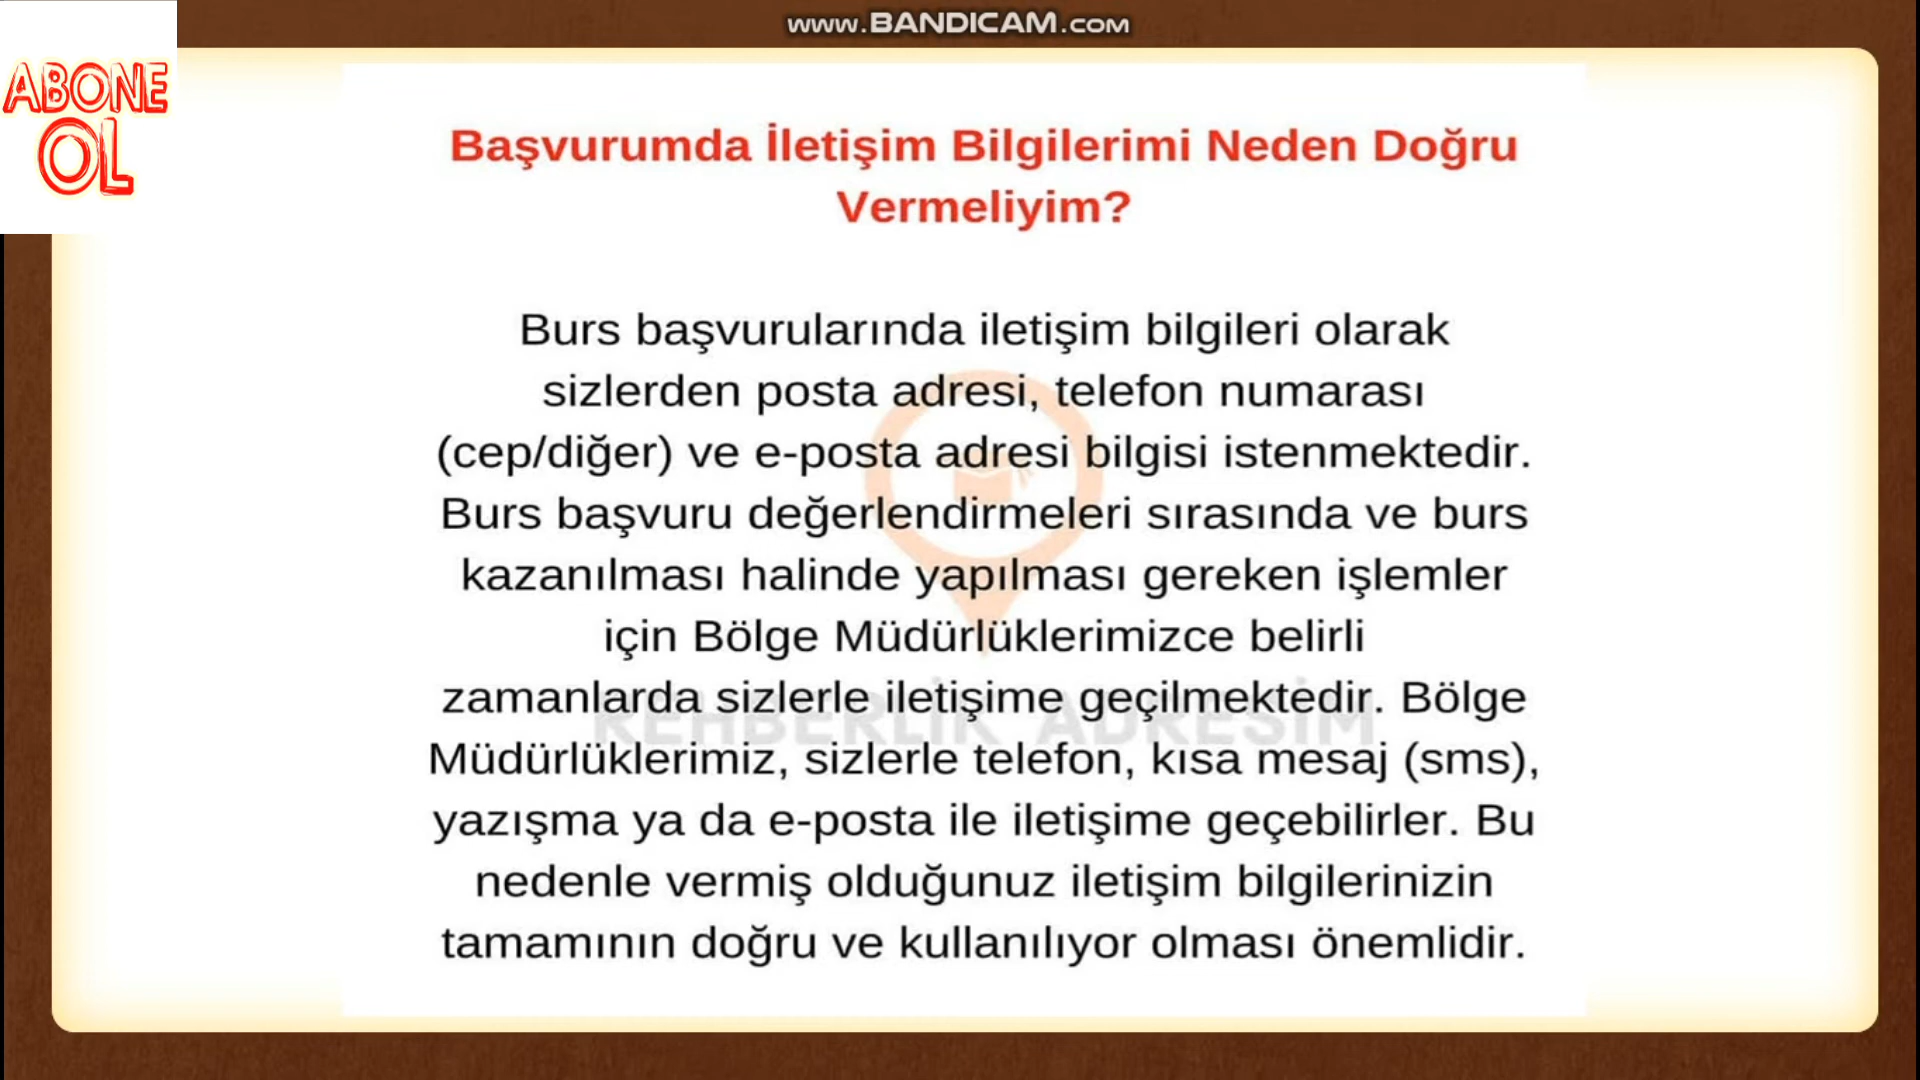 www.BANDICAM.com
ABONE
OL
Başvurumda İletişim Bilgilerimi Neden Doğru
Vermeliyim?
Burs başvurularında iletişim bilgileri olarak
sizlerden posta adresi, telefon numarası
(cep/diğer) ve e-posta adresi bilgisi istenmektedir.
Burs başvuru değerlendirmeleri sırasında ve burs
kazanılması halinde yapılması gereken işlemler
için Bölge Müdürlüklerimizce belirli
zamanlarda sizlerle iletişime geçilmektedir. Bölge
REHBERLİK ADRESİM
Müdürlüklerimiz, sizlerle telefon, kısa mesaj (sms),
yazışma ya da e-posta ile iletişime geçebilirler. Bu
nedenle vermiş olduğunuz iletişim bilgilerinizin
tamamının doğru ve kullanılıyor olması önemlidir.